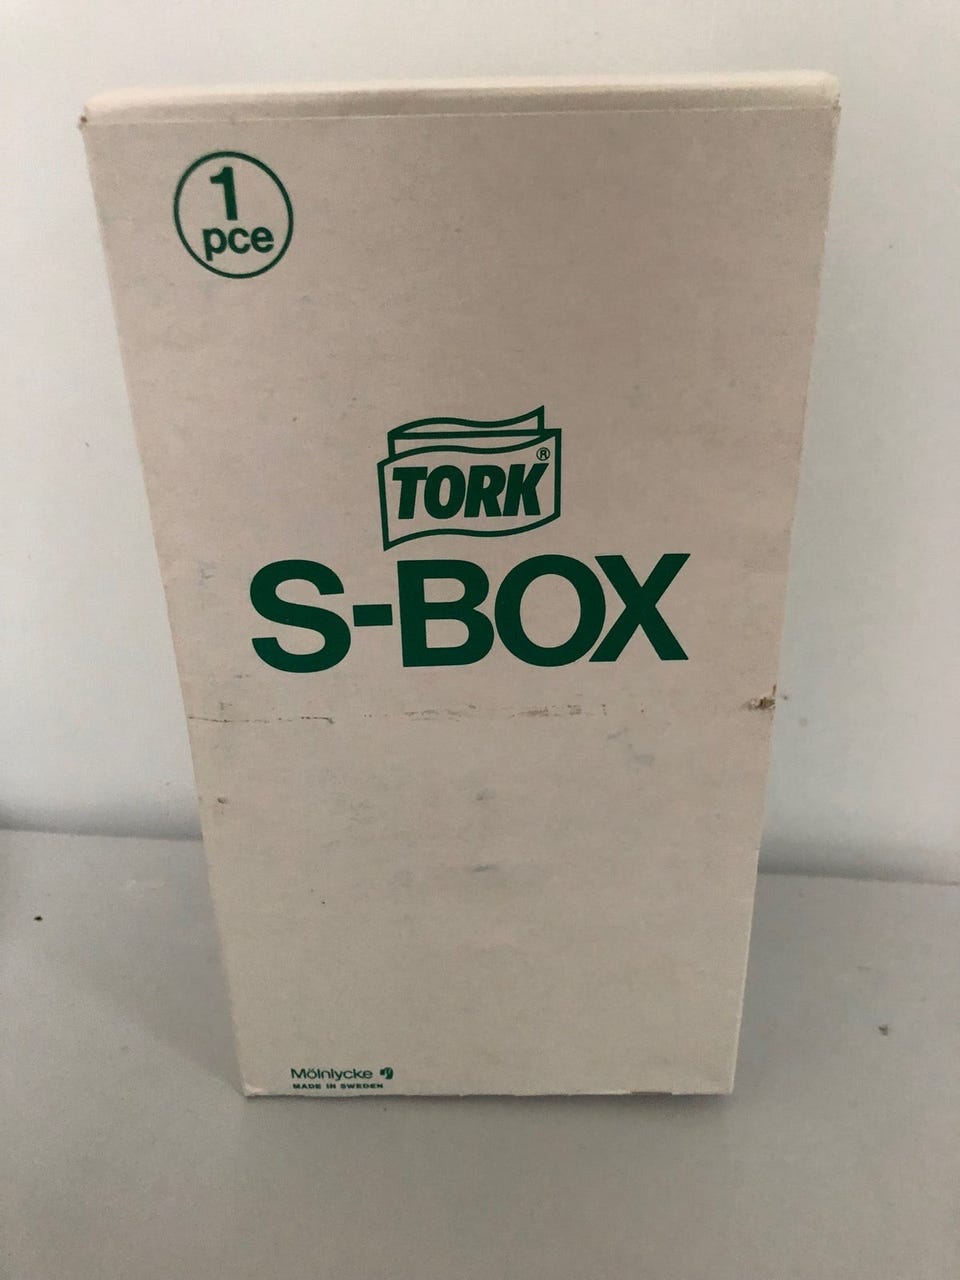 1
pce
TORK®
S-BOX
Mölnlycke
MADE IN SWEDEN